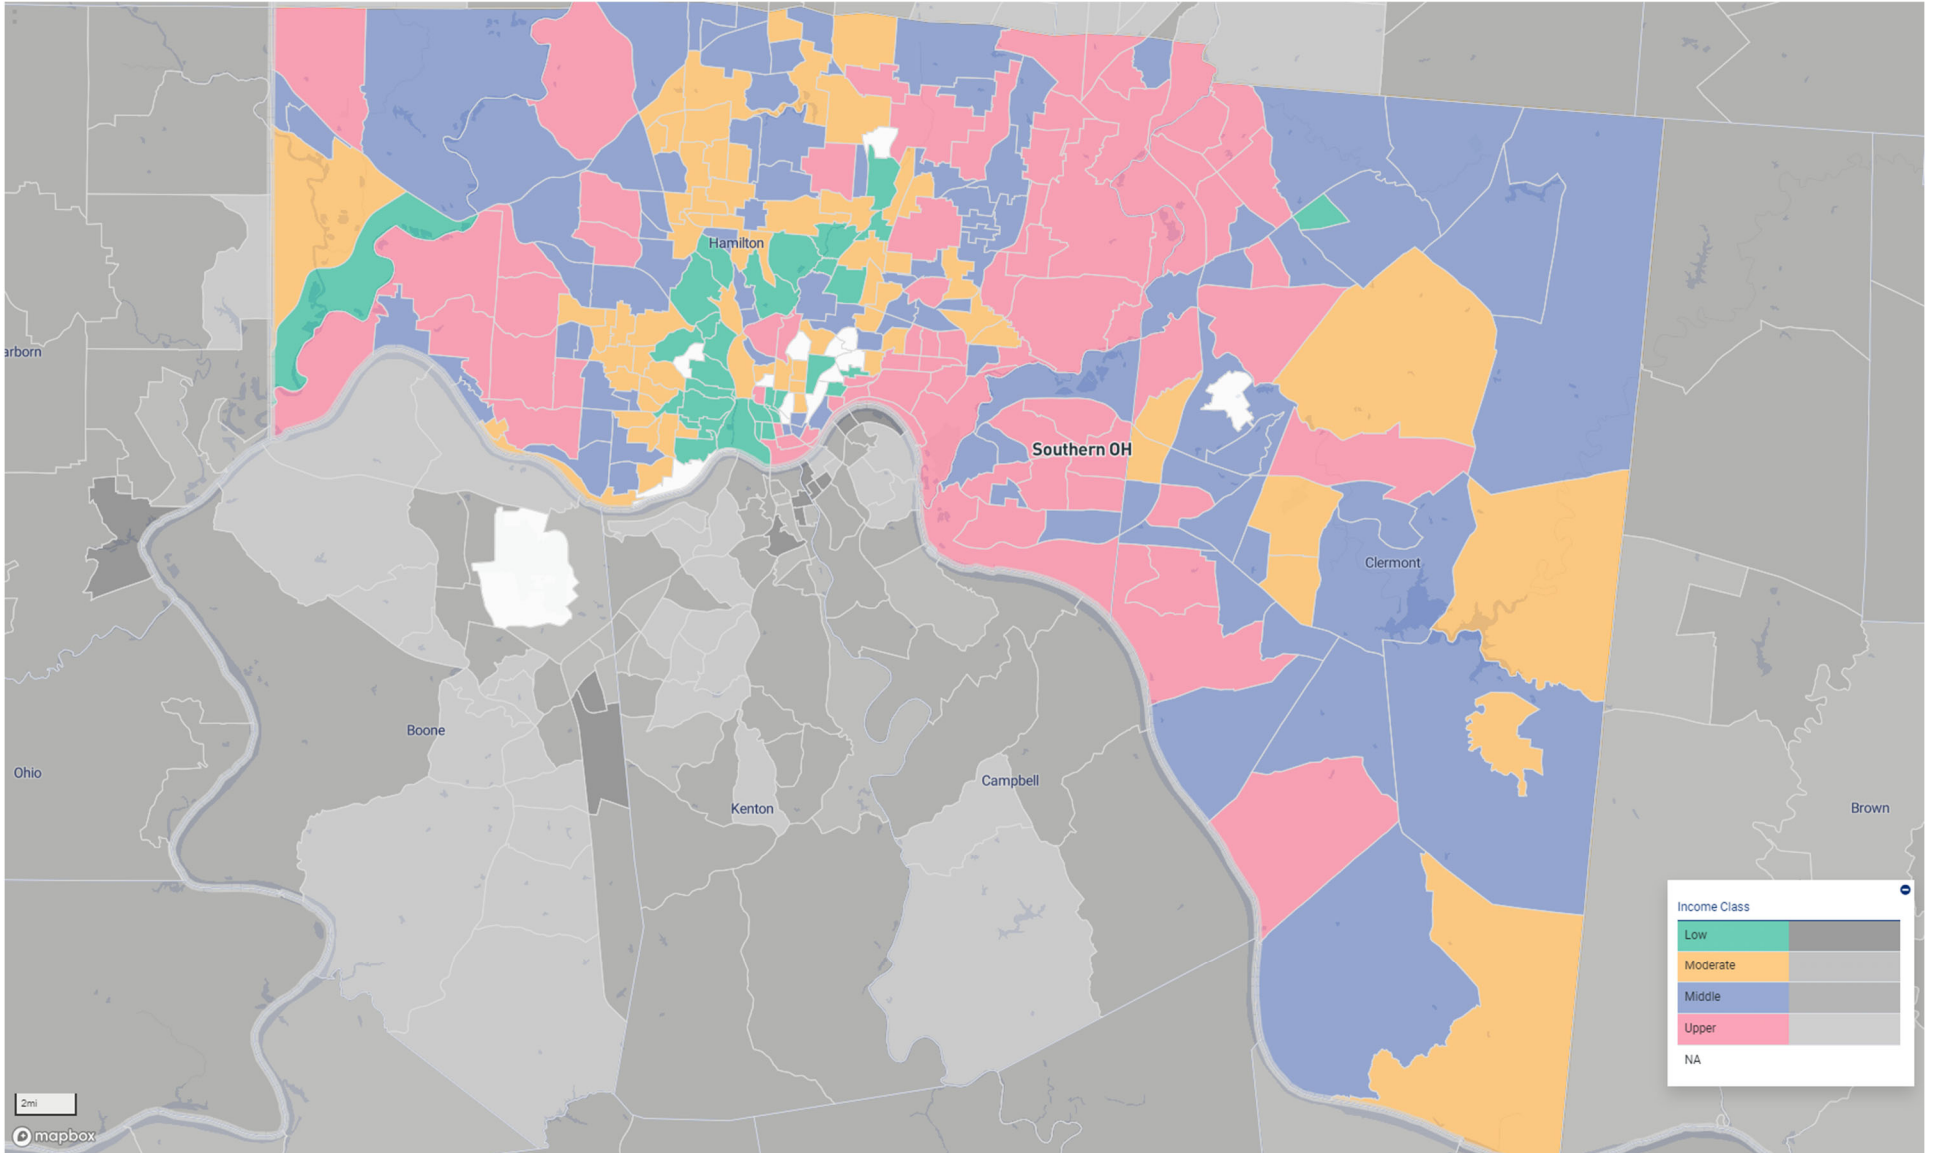 Hamilton
arborn
Southern OH
Clermont
Boone
Ohio
Campbell
Kenton
Brown
Income Class
Low
Moderate
Middle
Upper
NA
2mi
mapbox